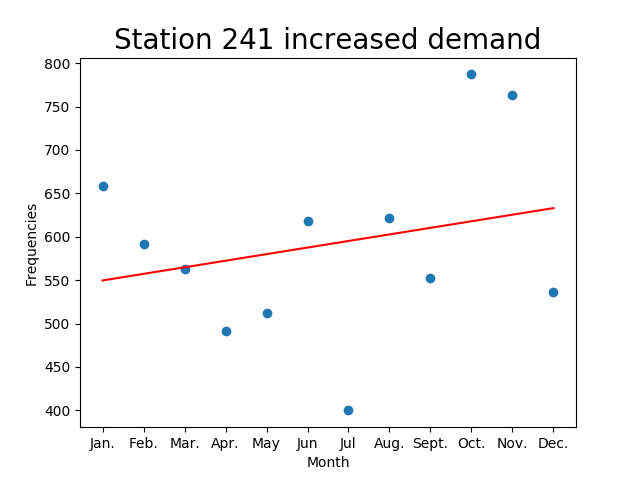 Station 241 increased demand
800
750
700
650
600
550
500
450
400
Frequencies
Jan. Feb. Mar. Apr. May Jun Jul Aug. Sept. Oct. Nov. Dec.
Month